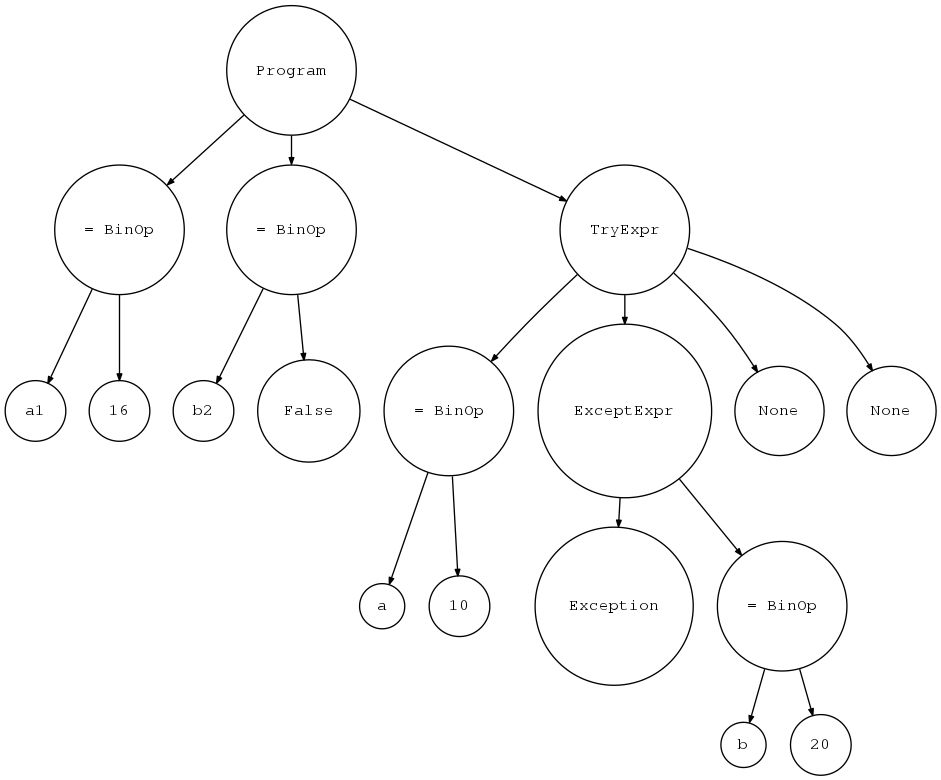 Program
= BinOp
= BinOp
TryExpr
a1
16
b2
False
= BinOp
ExceptExpr
None
None
a
10
Exception
= BinOp
b
20